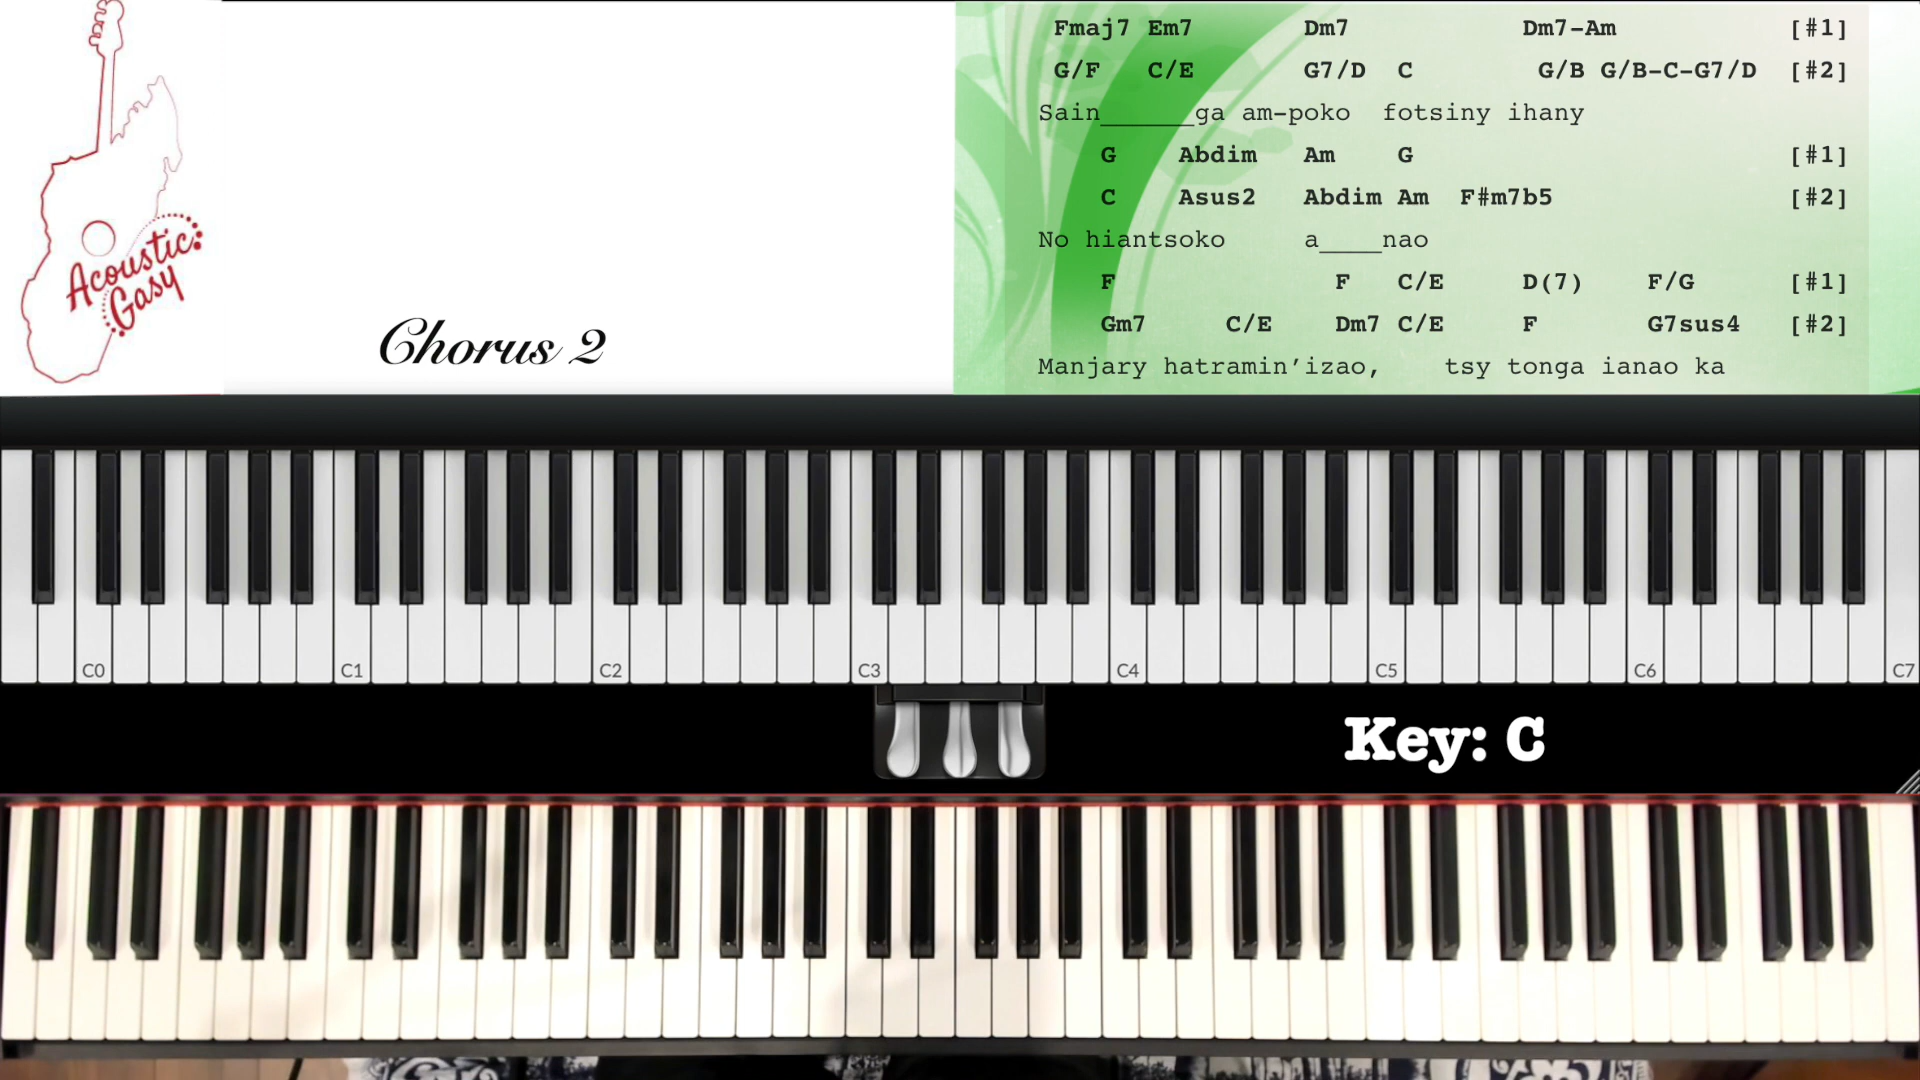 Acoustic
Gasy
Chorus 2
Fmaj7 Em7 Dm7 Dm7-Am [#1]
G/F C/E G7/D C G/B G/B-C-G7/D [#2]
Sain______ga am-poko fotsiny ihany
G Abdim Am G [#1]
C Asus2 Abdim Am F#m7b5 [#2]
No hiantsoko a____nao
F F C/E D(7) F/G [#1]
Gm7 C/E Dm7 C/E F G7sus4 [#2]
Manjary hatramin’izao, tsy tonga ianao ka
C0 C1 C2 C3 C4 C5 C6 C7
Key: C